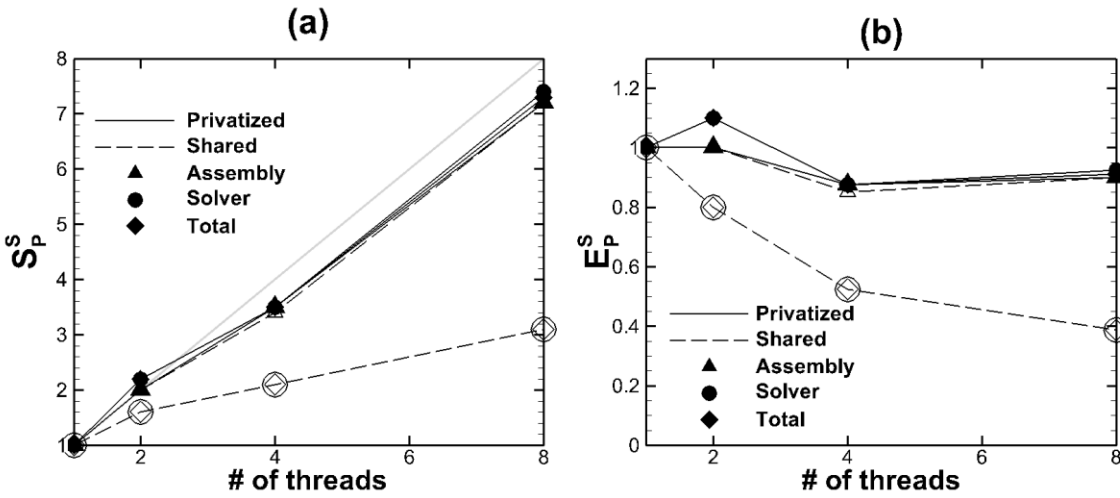 (a)
8
7
6
5
4
3
2
1
S_P^S
Privatized
Shared
Assembly
Solver
Total
2
4
6
8
# of threads
(b)
1.2
1
0.8
0.6
0.4
0.2
0
E_P^S
Privatized
Shared
Assembly
Solver
Total
2
4
6
8
# of threads